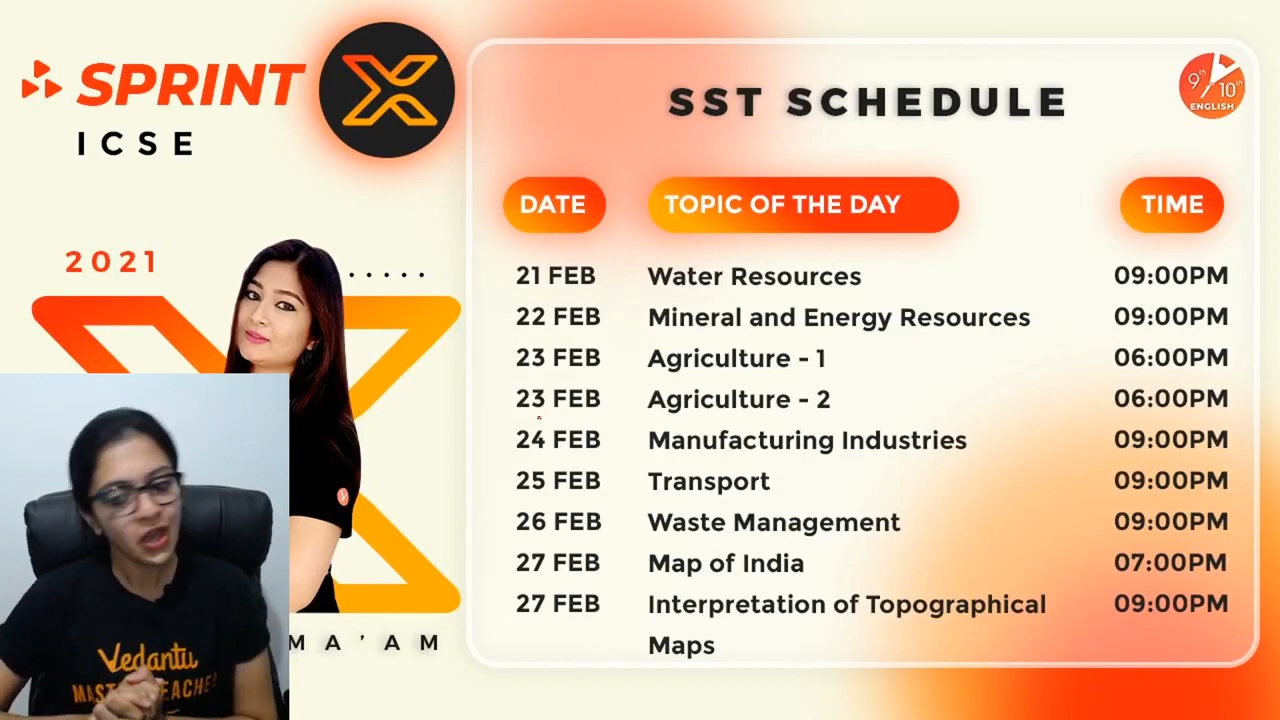 SPRINT
ICSE
2021
MA'AM
Vedantu
SST SCHEDULE
9th 10th
ENGLISH
DATE TOPIC OF THE DAY TIME
21 FEB Water Resources 09:00PM
22 FEB Mineral and Energy Resources 09:00PM
23 FEB Agriculture - 1 06:00PM
23 FEB Agriculture - 2 06:00PM
24 FEB Manufacturing Industries 09:00PM
25 FEB Transport 09:00PM
26 FEB Waste Management 09:00PM
27 FEB Map of India 07:00PM
27 FEB Interpretation of Topographical 09:00PM
Maps